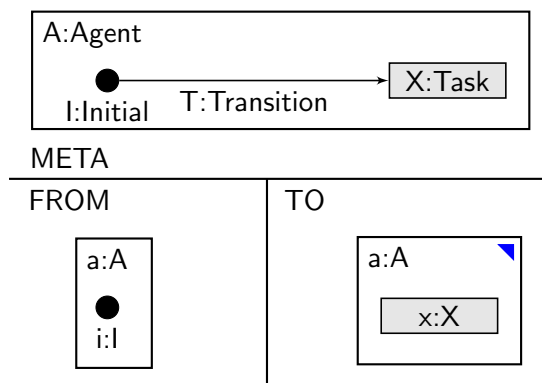 A:Agent
X:Task
I:Initial
T:Transition
META
FROM
TO
a:A
i:I
a:A
x:X